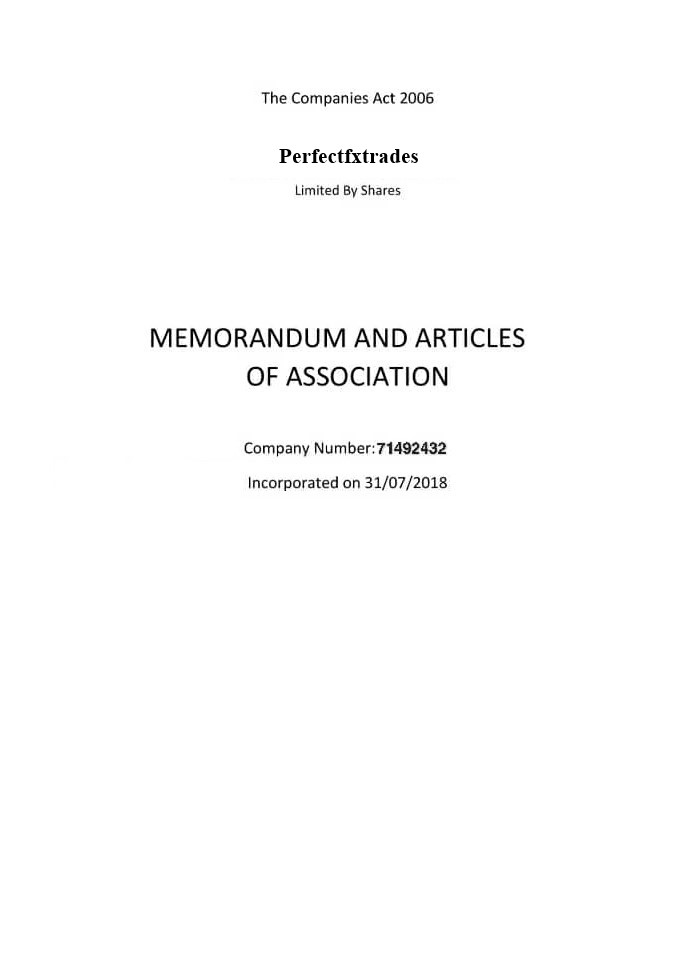 The Companies Act 2006
Perfectfxtrades
Limited By Shares
MEMORANDUM AND ARTICLES
OF ASSOCIATION
Company Number:71492432
Incorporated on 31/07/2018